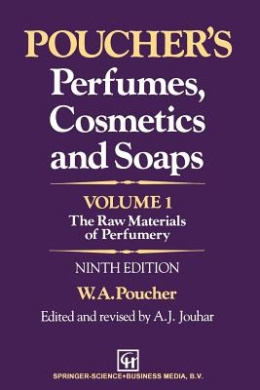 POUCHER'S
Perfumes,
Cosmetics
and Soaps
VOLUME 1
The Raw Materials
of Perfumery
NINTH EDITION
W.A. Poucher
Edited and revised by A.J. Jouhar
SPRINGER-SCIENCE+BUSINESS MEDIA, B.V.